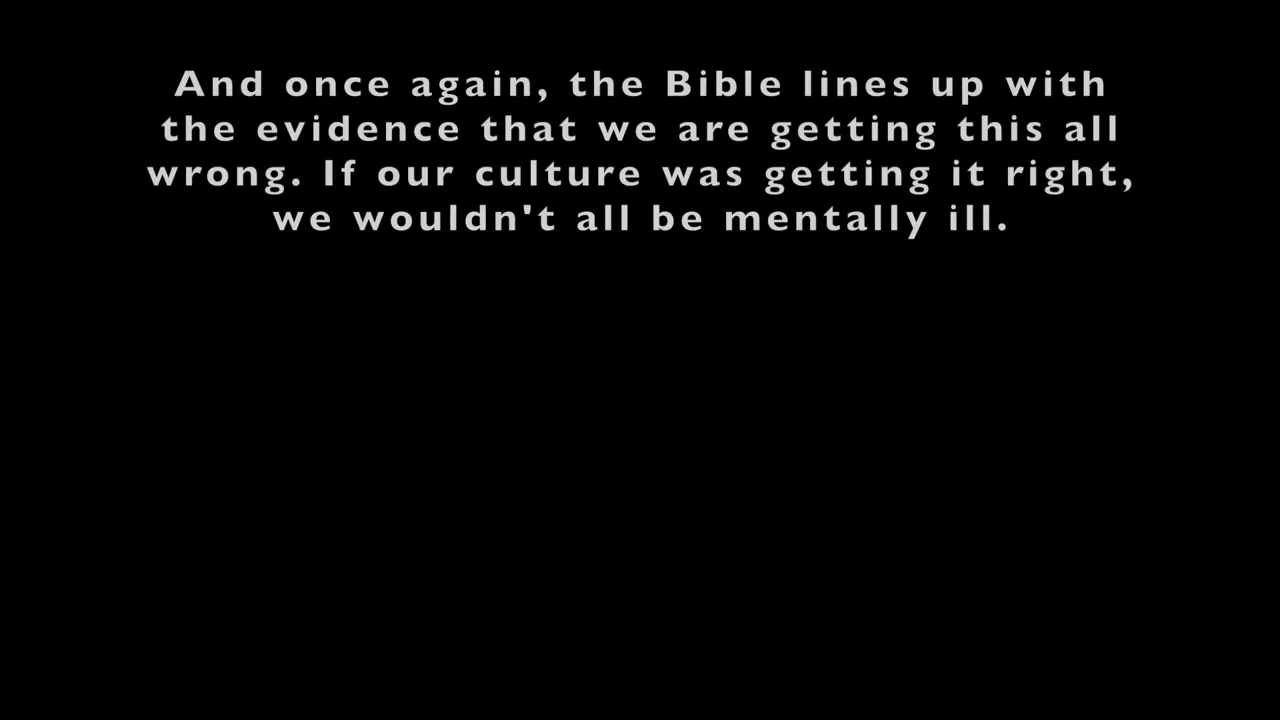 And once again, the Bible lines up with
the evidence that we are getting this all
wrong. If our culture was getting it right,
we wouldn't all be mentally ill.